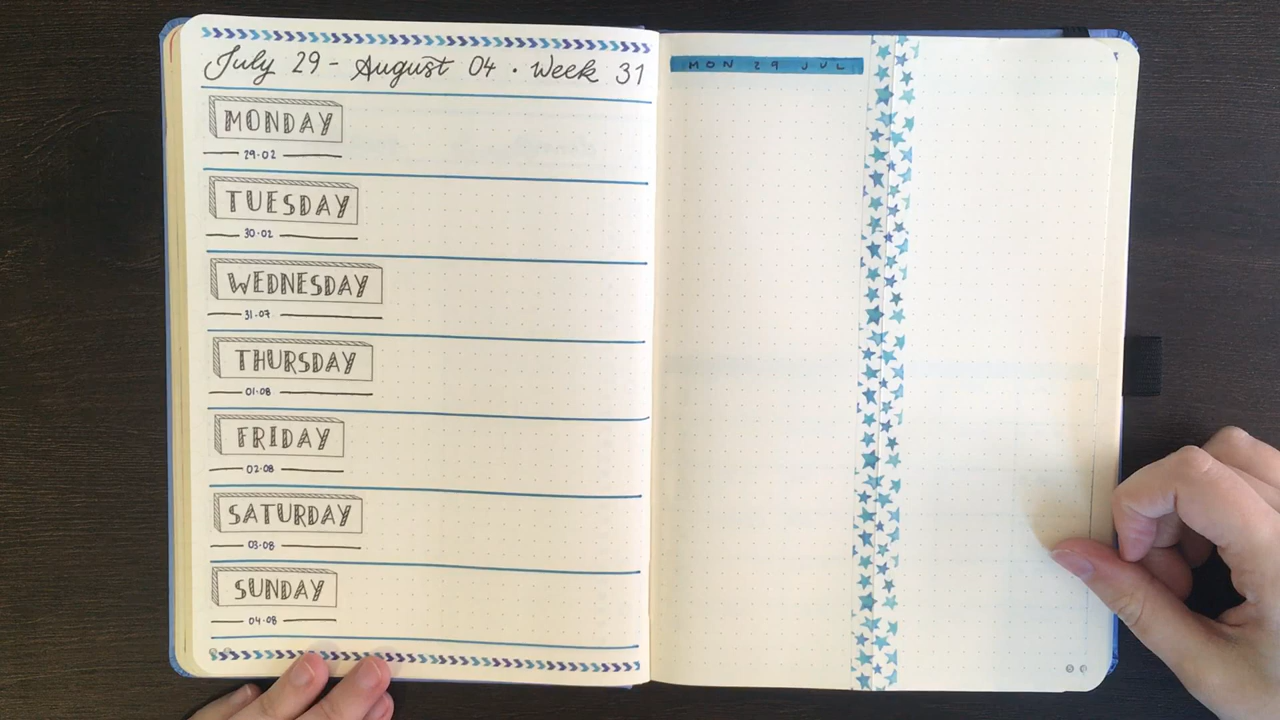 July 29 - August 04 . Week 31
MONDAY
29.02
TUESDAY
30.02
WEDNESDAY
31.07
THURSDAY
01.08
FRIDAY
02.08
SATURDAY
03.08
SUNDAY
04.08
MON 29 JUL